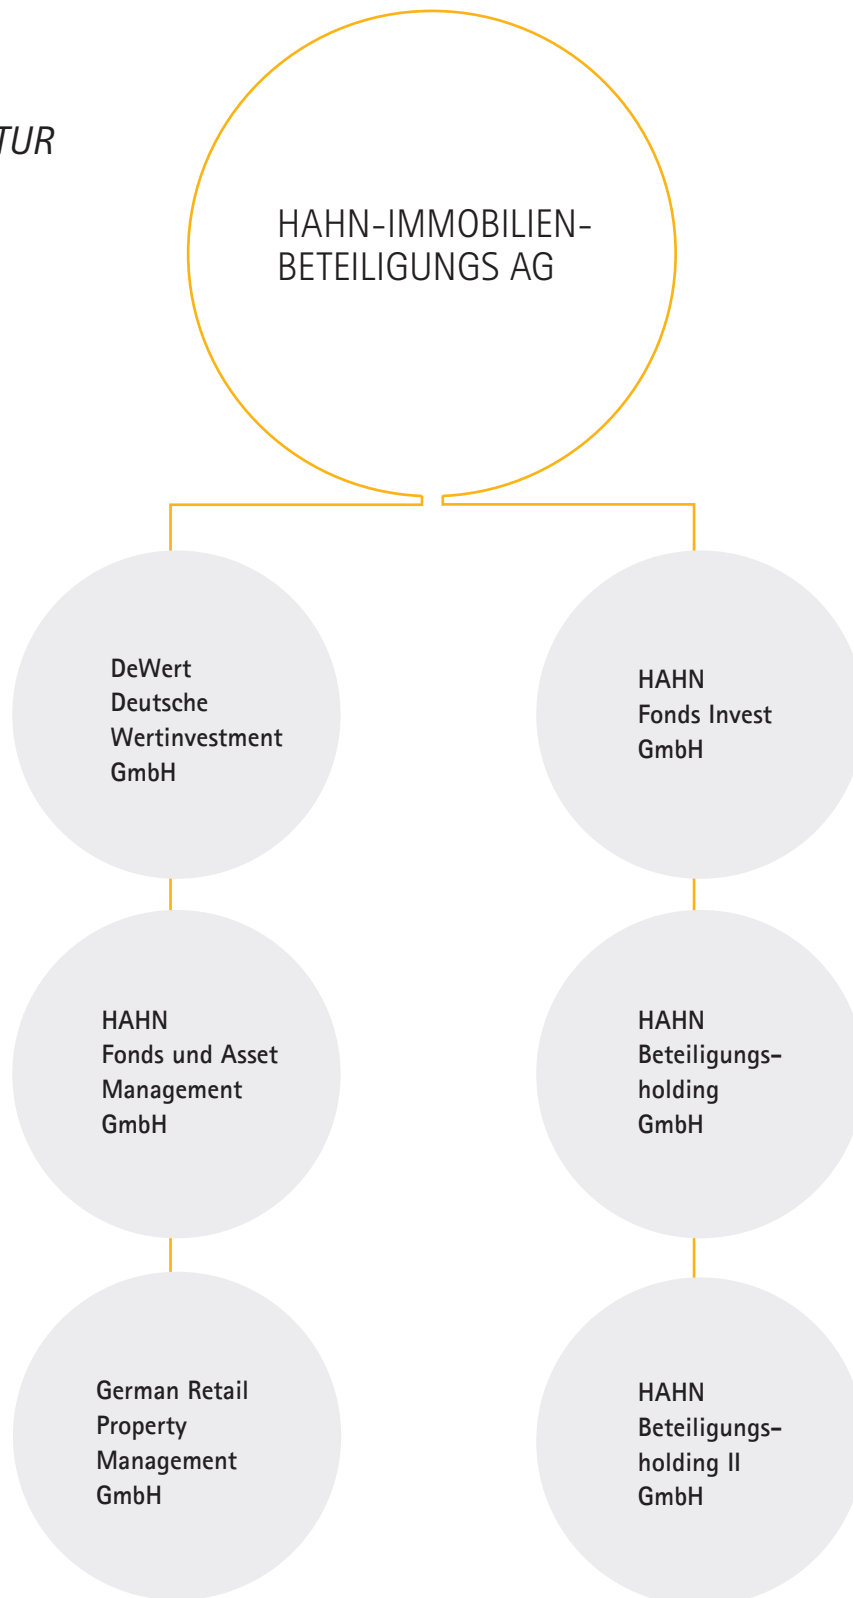 TUR
HAHN-IMMOBILIEN-
BETEILIGUNGS AG
DeWert
Deutsche
Wertinvestment
GmbH
HAHN
Fonds Invest
GmbH
HAHN
Fonds und Asset
Management
GmbH
HAHN
Beteiligungs-
holding
GmbH
German Retail
Property
Management
GmbH
HAHN
Beteiligungs-
holding II
GmbH